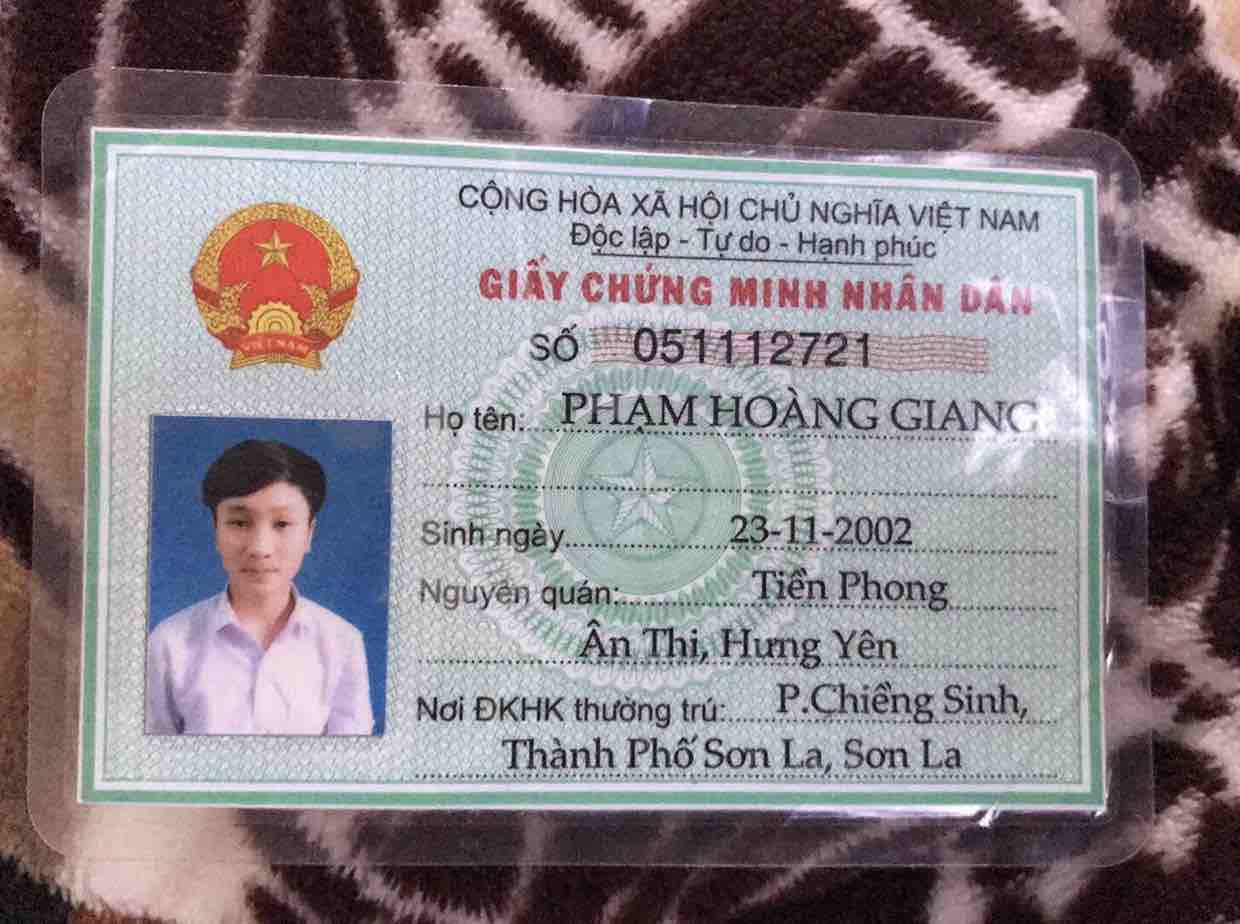 CỘNG HÒA XÃ HỘI CHỦ NGHĨA VIỆT NAM
Độc lập - Tự do - Hạnh phúc
GIẤY CHỨNG MINH NHÂN DÂN
SỐ 051112721
VIỆT NAM
Họ tên: PHẠM HOÀNG GIANG
Sinh ngày 23-11-2002
Nguyên quán: Tiền Phong
Ân Thi, Hưng Yên
Nơi ĐKHK thường trú: P.Chiềng Sinh,
Thành Phố Sơn La, Sơn La